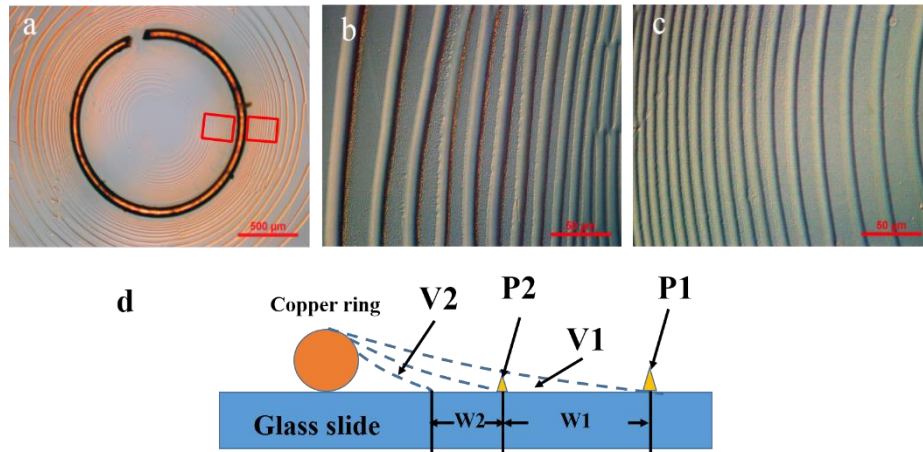 a
b
c
500 μm
50 μm
50 μm
d
Copper ring
V2
P2
V1
P1
W2
W1
Glass slide